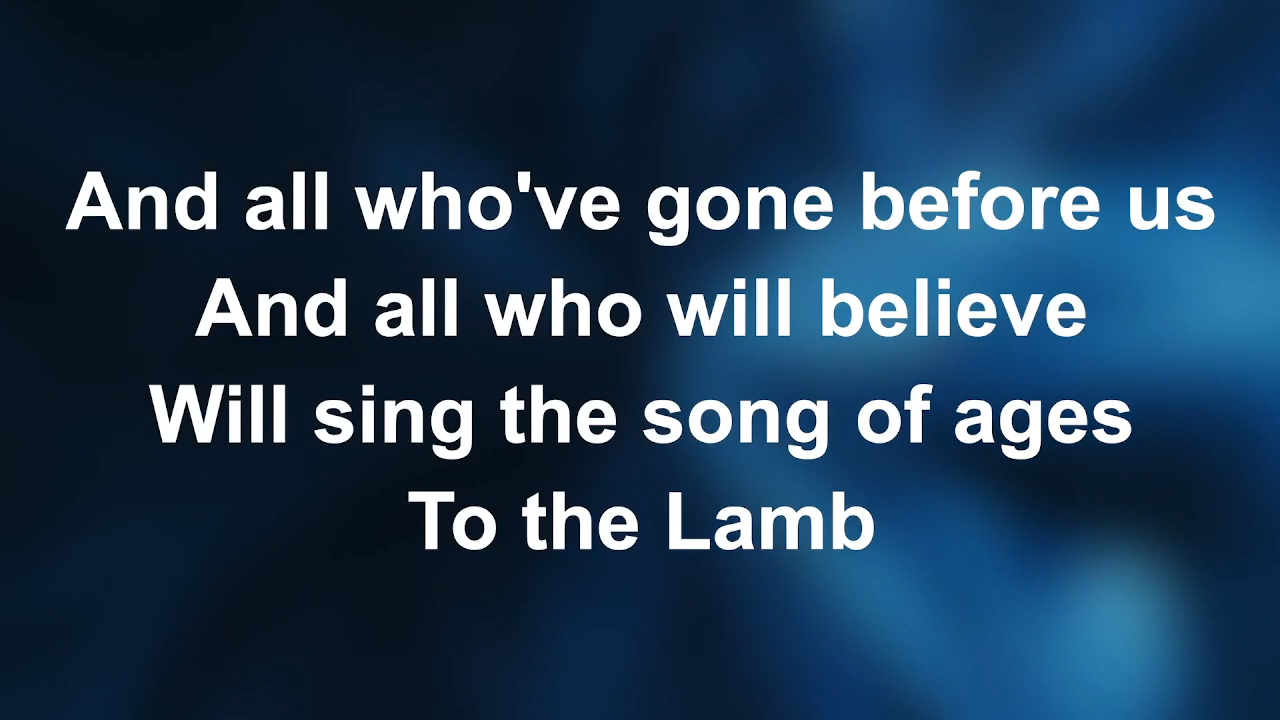 And all who've gone before us
And all who will believe
Will sing the song of ages
To the Lamb